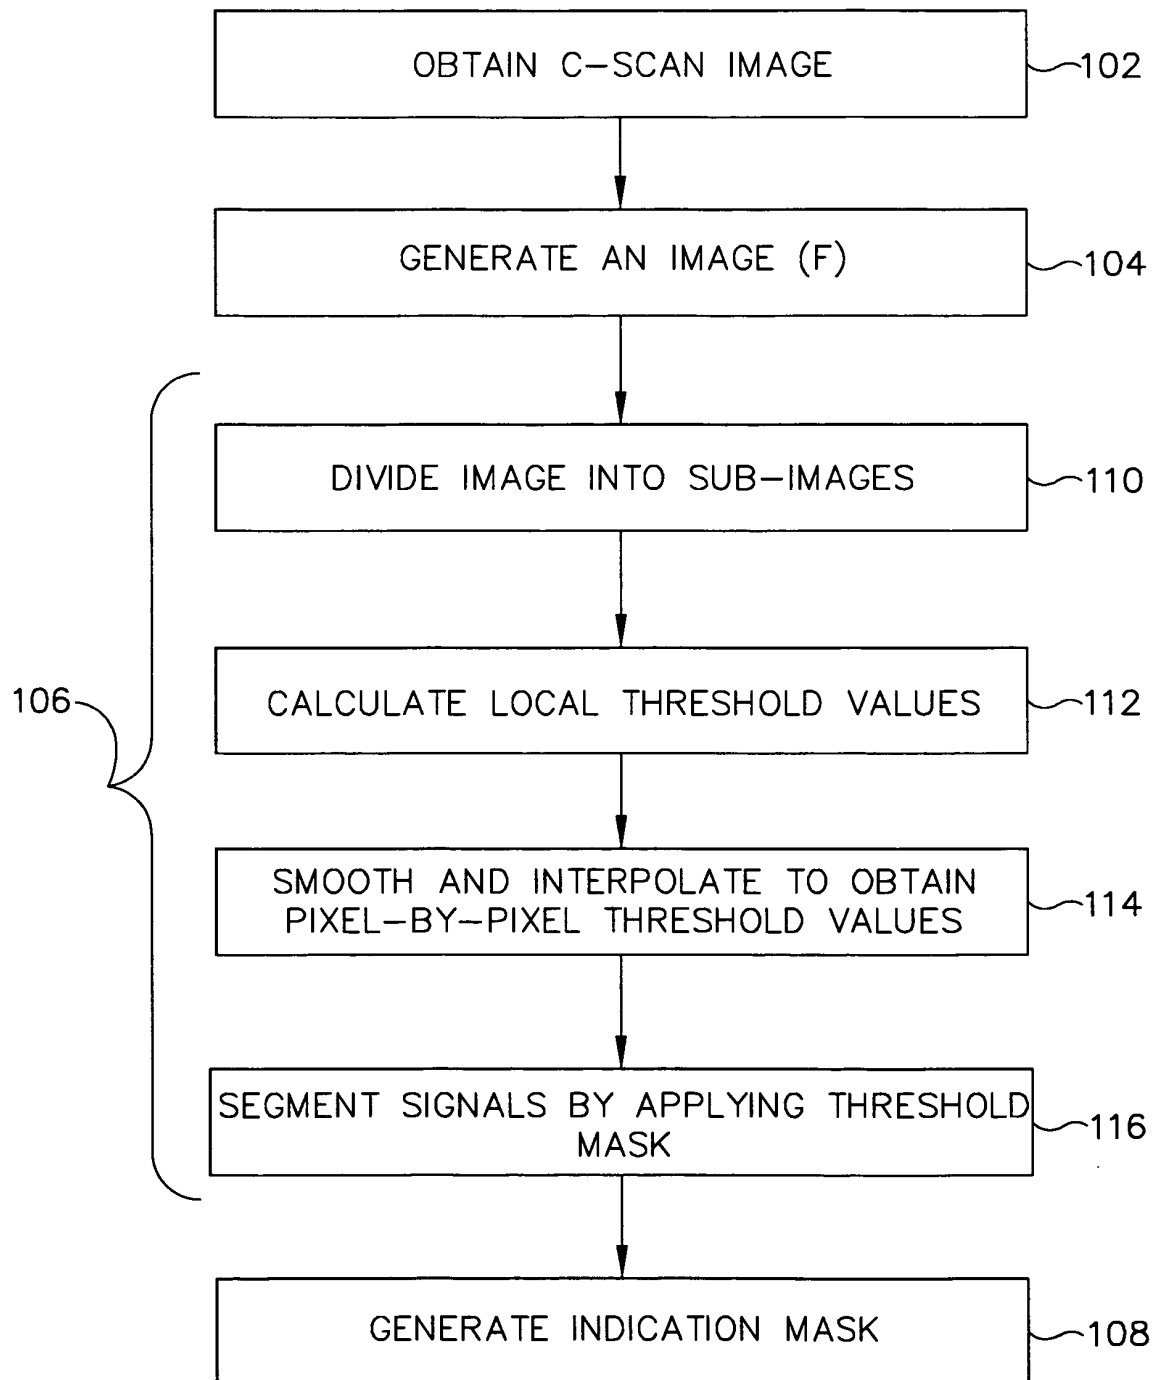 OBTAIN C-SCAN IMAGE
102
GENERATE AN IMAGE (F)
104
DIVIDE IMAGE INTO SUB-IMAGES
110
CALCULATE LOCAL THRESHOLD VALUES
112
106
SMOOTH AND INTERPOLATE TO OBTAIN
PIXEL-BY-PIXEL THRESHOLD VALUES
114
SEGMENT SIGNALS BY APPLYING THRESHOLD
MASK
116
GENERATE INDICATION MASK
108